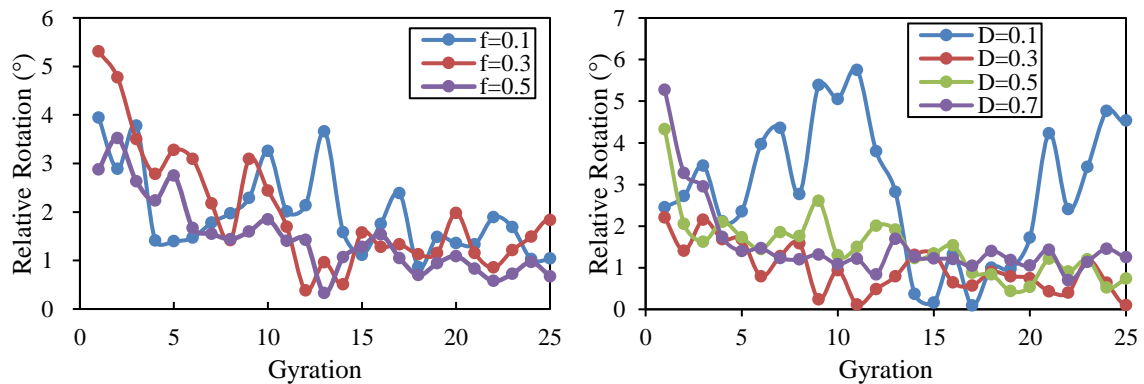 Relative Rotation (°)
6
5
4
3
2
1
0
f=0.1
f=0.3
f=0.5
0 5 10 15 20 25
Gyration
Relative Rotation (°)
7
6
5
4
3
2
1
0
D=0.1
D=0.3
D=0.5
D=0.7
0 5 10 15 20 25
Gyration